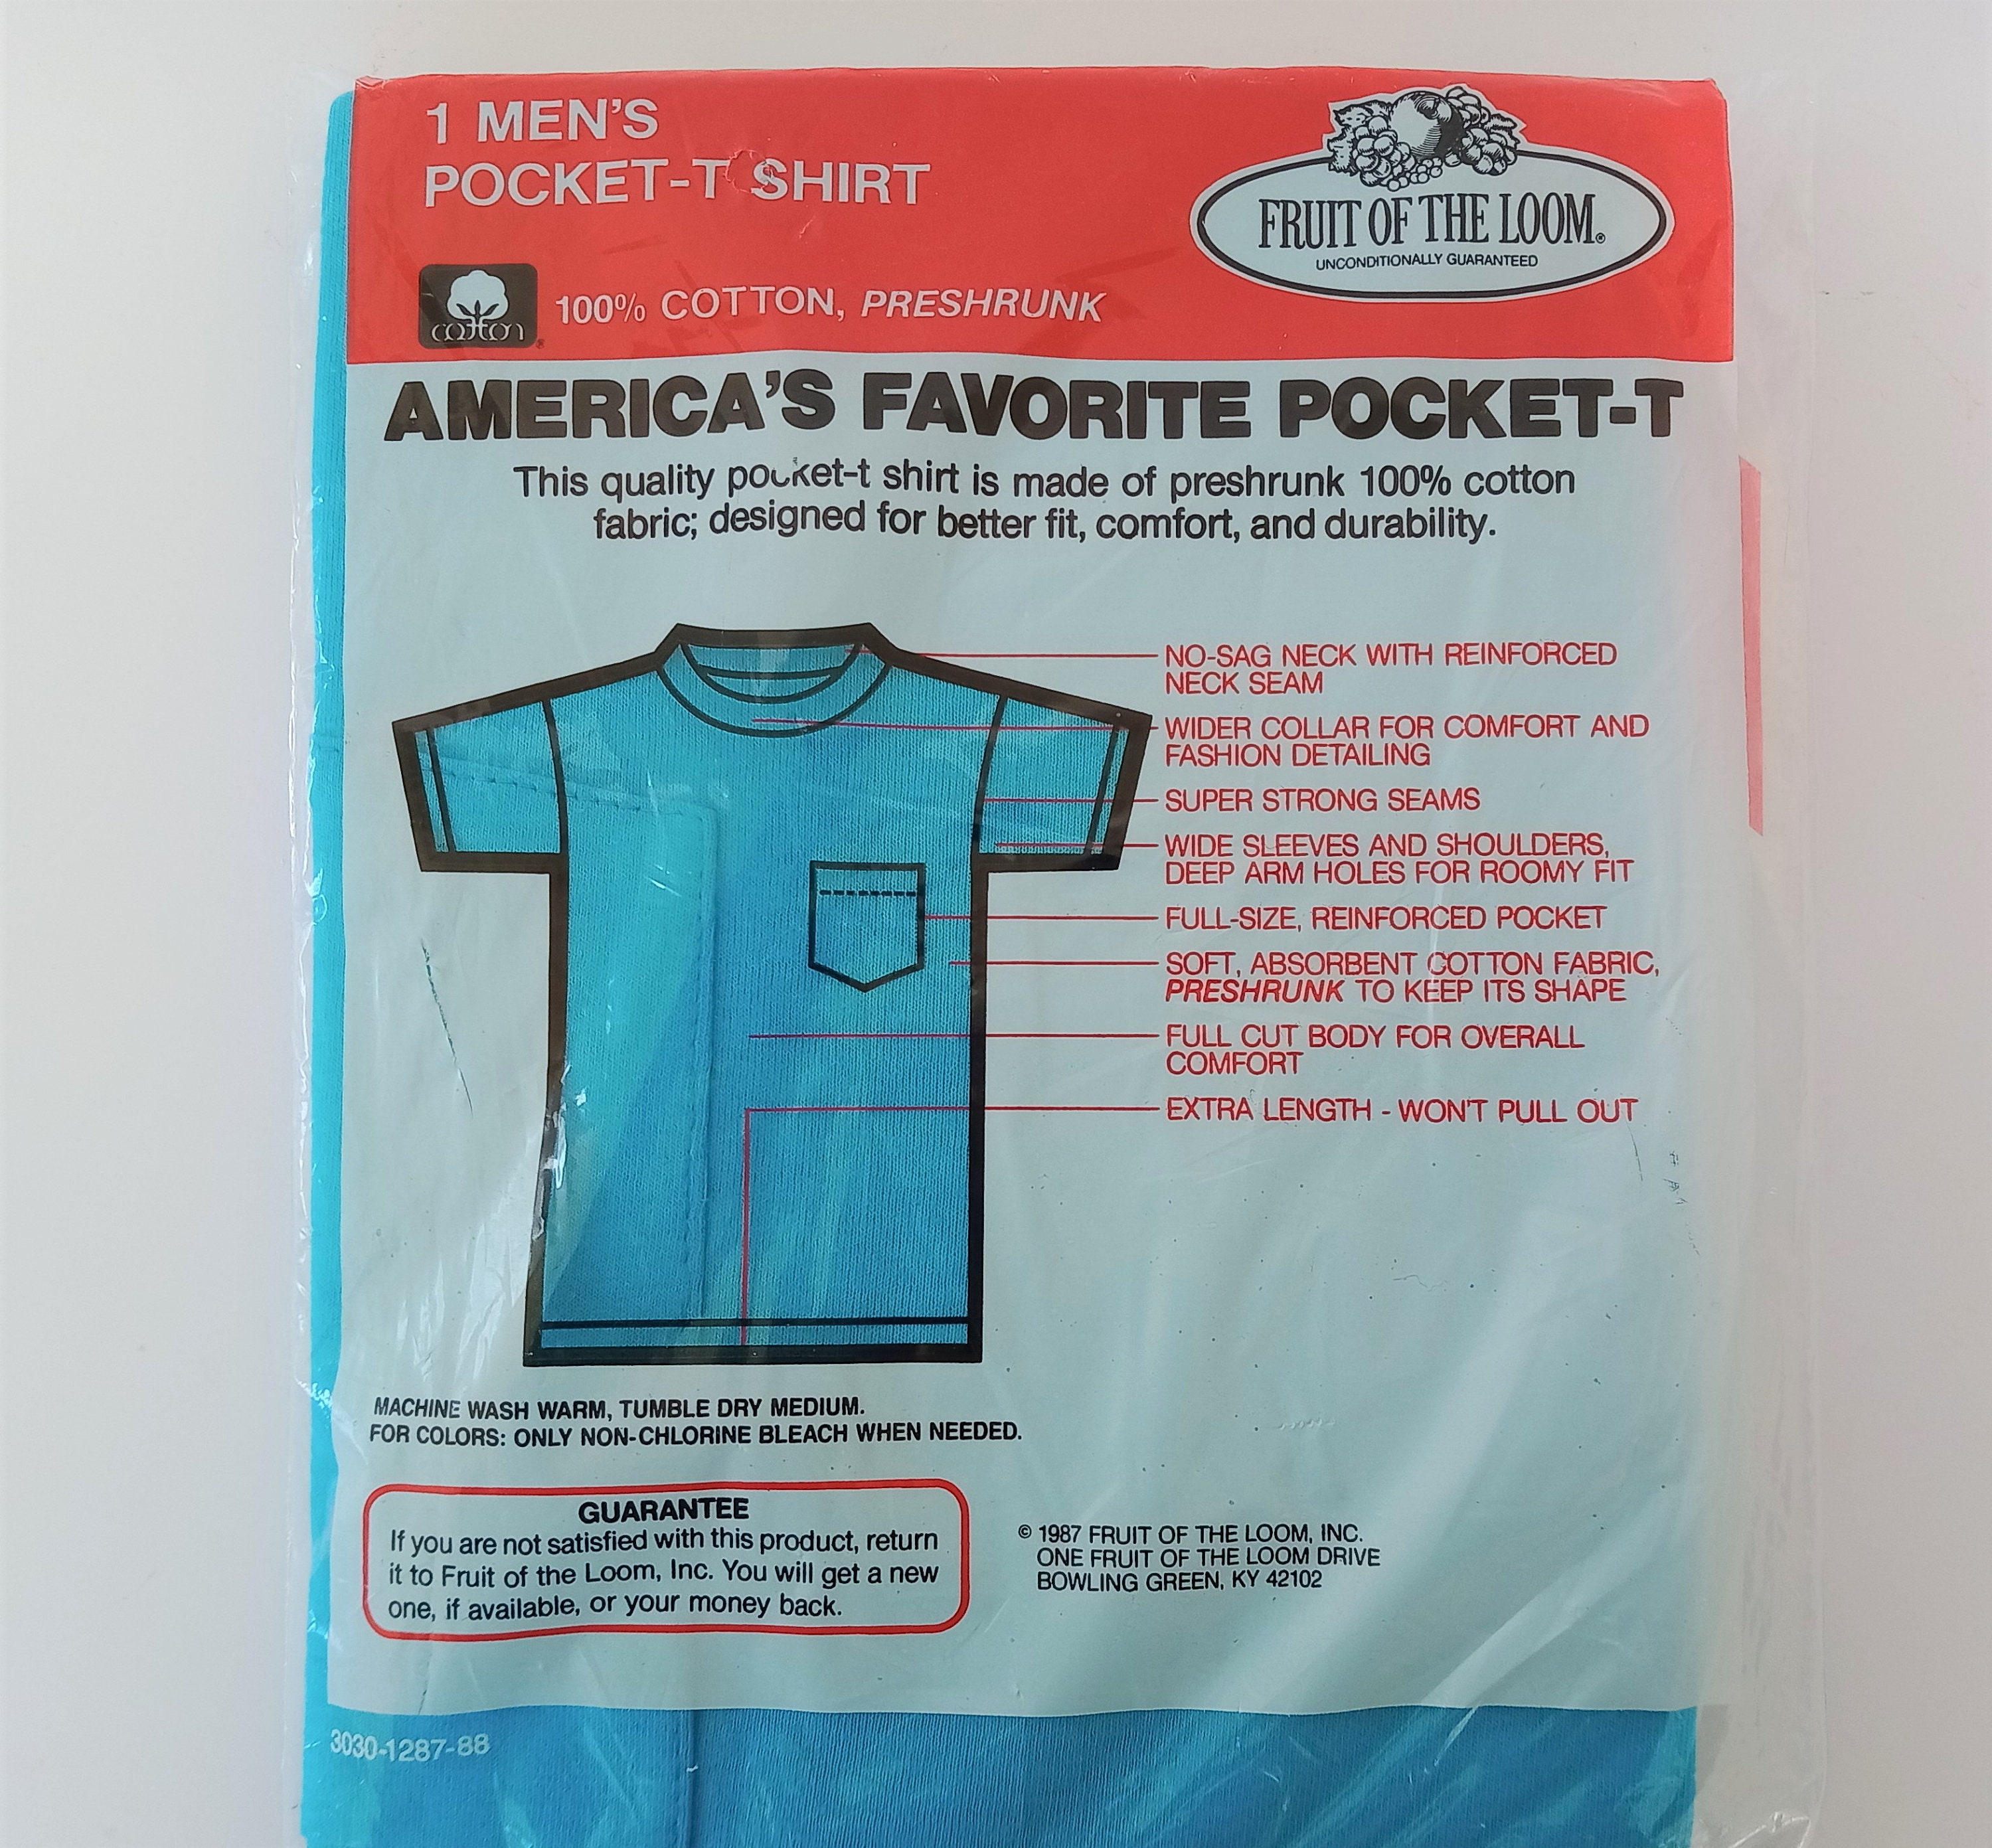 1 MEN'S
POCKET-T SHIRT
FRUIT OF THE LOOM®
UNCONDITIONALLY GUARANTEED
cotton®
100% COTTON, PRESHRUNK
AMERICA'S FAVORITE POCKET-T
This quality pocket-t shirt is made of preshrunk 100% cotton
fabric; designed for better fit, comfort, and durability.
NO-SAG NECK WITH REINFORCED
NECK SEAM
WIDER COLLAR FOR COMFORT AND
FASHION DETAILING
SUPER STRONG SEAMS
WIDE SLEEVES AND SHOULDERS,
DEEP ARM HOLES FOR ROOMY FIT
FULL-SIZE, REINFORCED POCKET
SOFT, ABSORBENT COTTON FABRIC,
PRESHRUNK TO KEEP ITS SHAPE
FULL CUT BODY FOR OVERALL
COMFORT
EXTRA LENGTH - WON'T PULL OUT
MACHINE WASH WARM, TUMBLE DRY MEDIUM.
FOR COLORS: ONLY NON-CHLORINE BLEACH WHEN NEEDED.
GUARANTEE
If you are not satisfied with this product, return
it to Fruit of the Loom, Inc. You will get a new
one, if available, or your money back.
© 1987 FRUIT OF THE LOOM, INC.
ONE FRUIT OF THE LOOM DRIVE
BOWLING GREEN, KY 42102
3030-1287-88